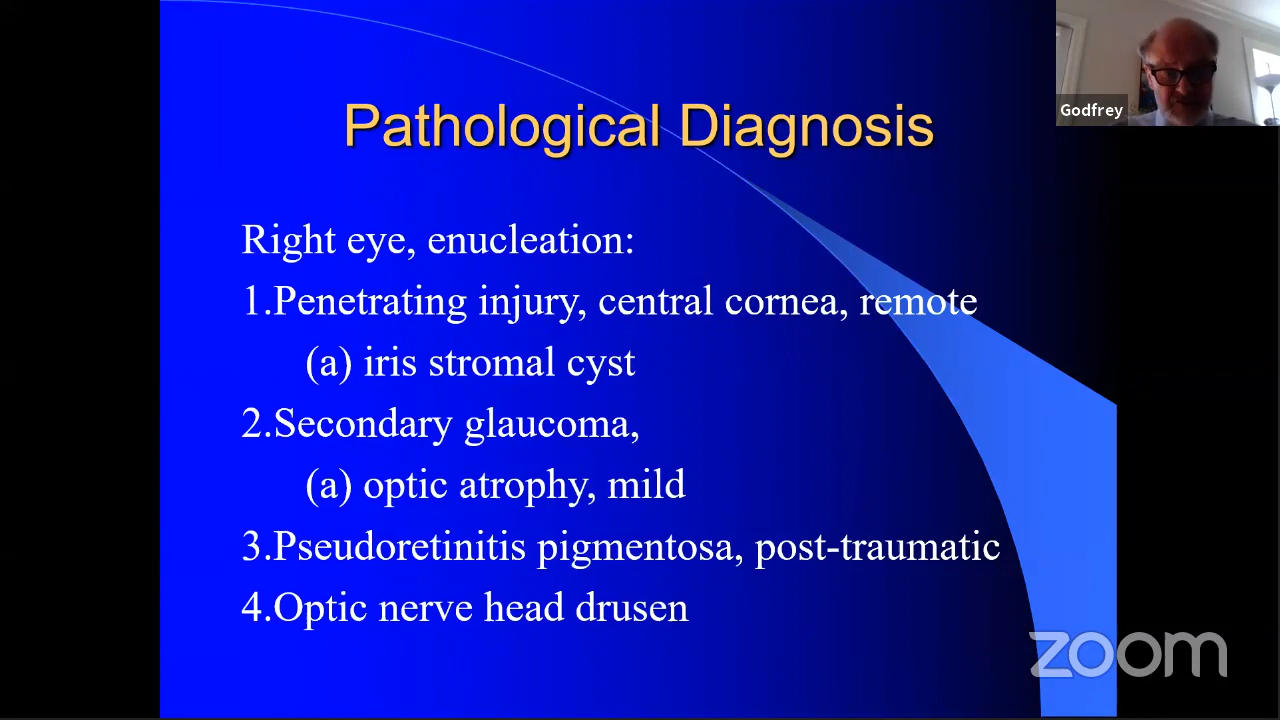 Pathological Diagnosis
Godfrey
Right eye, enucleation:
1.Penetrating injury, central cornea, remote
(a) iris stromal cyst
2.Secondary glaucoma,
(a) optic atrophy, mild
3.Pseudoretinitis pigmentosa, post-traumatic
4.Optic nerve head drusen
zoom